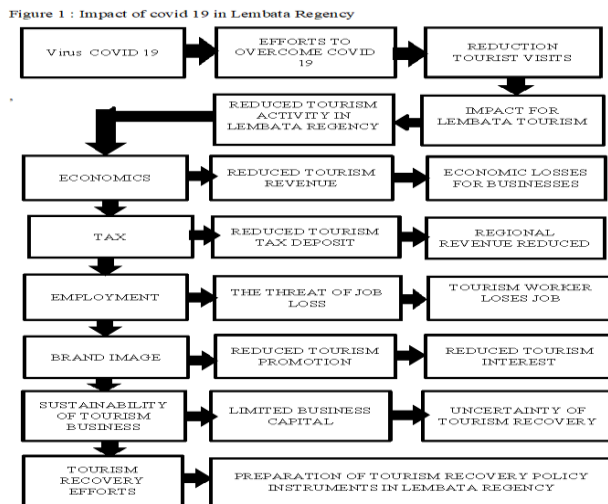 Figure 1 : Impact of covid 19 in Lembata Regency
Virus COVID 19
EFFORTS TO
OVERCOME COVID
19
REDUCTION
TOURIST VISITS
REDUCED TOURISM
ACTIVITY IN
LEMBATA REGENCY
IMPACT FOR
LEMBATA TOURISM
ECONOMICS
REDUCED TOURISM
REVENUE
ECONOMIC LOSSES
FOR BUSINESSES
TAX
REDUCED TOURISM
TAX DEPOSIT
REGIONAL
REVENUE REDUCED
EMPLOYMENT
THE THREAT OF JOB
LOSS
TOURISM WORKER
LOSES JOB
BRAND IMAGE
REDUCED TOURISM
PROMOTION
REDUCED TOURISM
INTEREST
SUSTAINABILITY
OF TOURISM
BUSINESS
LIMITED BUSINESS
CAPITAL
UNCERTAINTY OF
TOURISM RECOVERY
TOURISM
RECOVERY
EFFORTS
PREPARATION OF TOURISM RECOVERY POLICY
INSTRUMENTS IN LEMBATA REGENCY